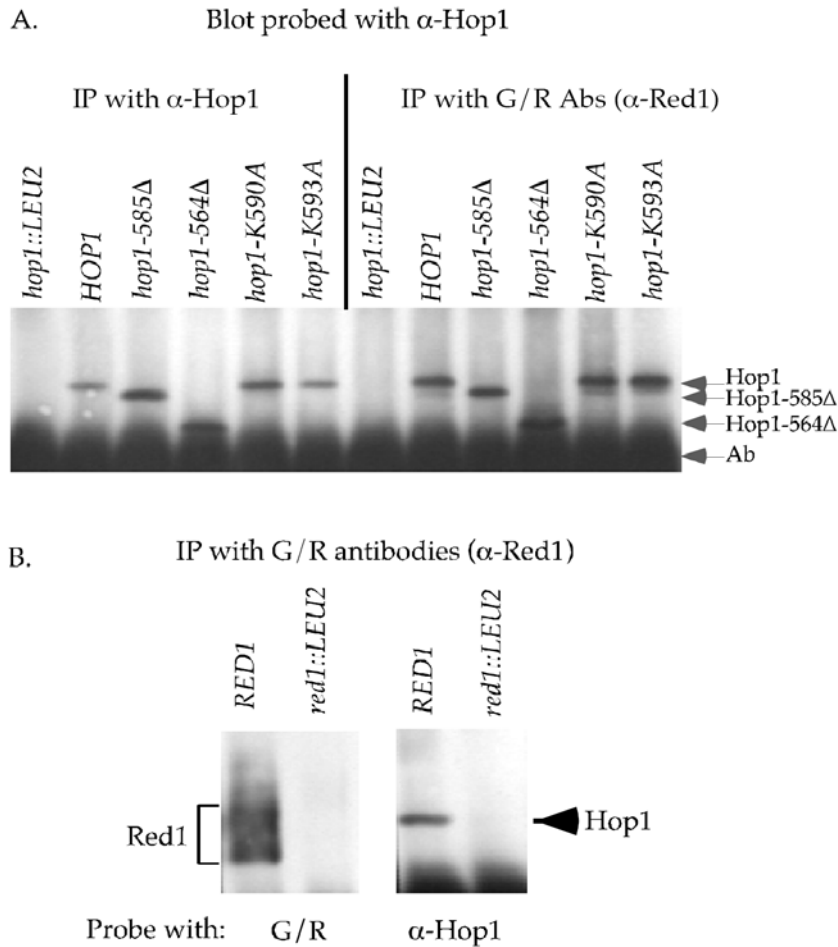 A.
Blot probed with α-Hop1
IP with α-Hop1
IP with G/R Abs (α-Red1)
hop1::LEU2
HOP1
hop1-585Δ
hop1-564Δ
hop1-K590A
hop1-K593A
hop1::LEU2
HOP1
hop1-585Δ
hop1-564Δ
hop1-K590A
hop1-K593A
Hop1
Hop1-585Δ
Hop1-564Δ
Ab
B.
IP with G/R antibodies (α-Red1)
RED1
red1::LEU2
RED1
red1::LEU2
Red1
Hop1
Probe with: G/R α-Hop1